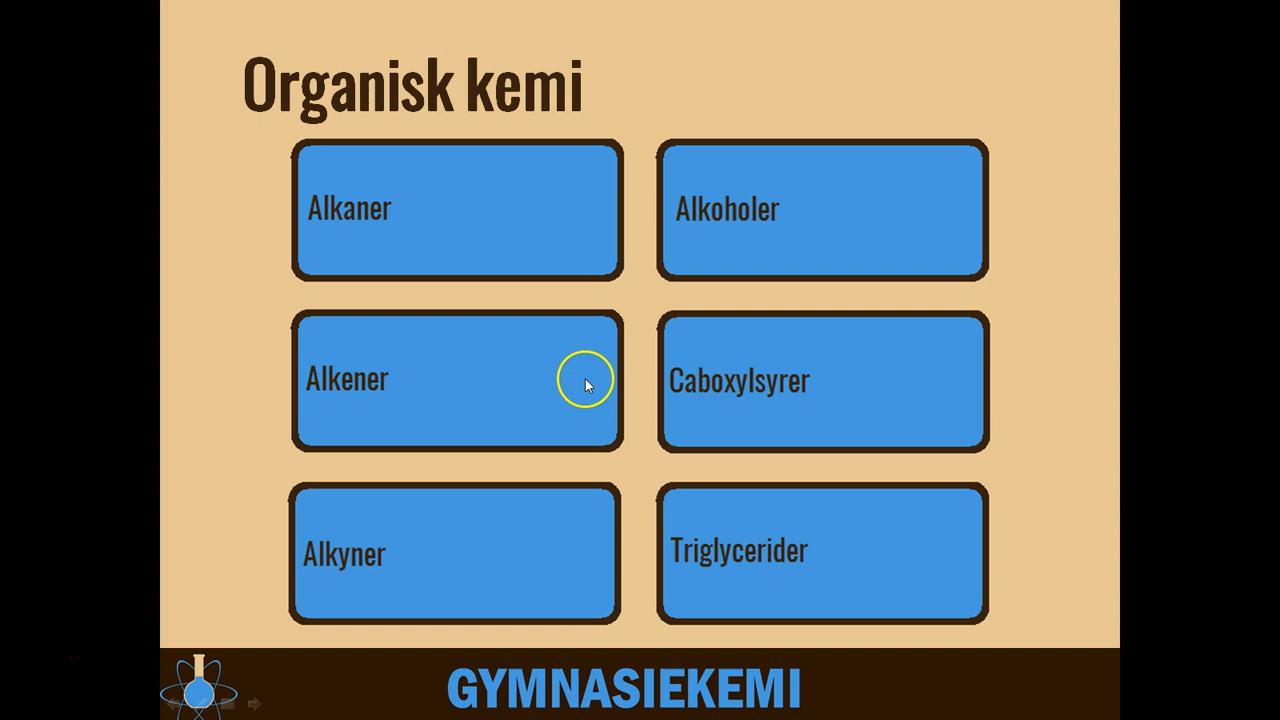 Organisk kemi
Alkaner
Alkoholer
Alkener
Caboxylsyrer
Alkyner
Triglycerider
GYMNASIEKEMI